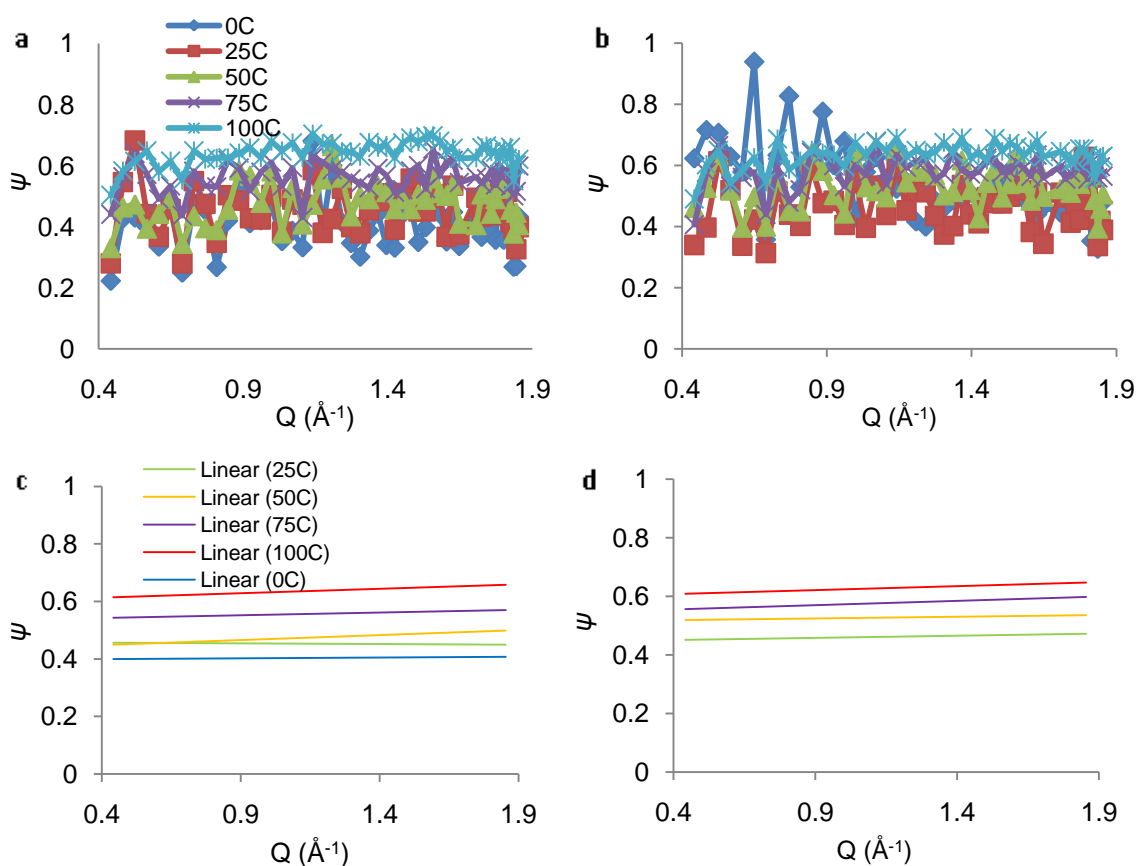 a
0C
25C
50C
75C
100C
1
0.8
0.6
0.4
0.2
0
ψ
0.4 0.9 1.4 1.9
Q (Å⁻¹)
b
1
0.8
0.6
0.4
0.2
0
ψ
0.4 0.9 1.4 1.9
Q (Å⁻¹)
c
Linear (25C)
Linear (50C)
Linear (75C)
Linear (100C)
Linear (0C)
1
0.8
0.6
0.4
0.2
0
ψ
0.4 0.9 1.4 1.9
Q (Å⁻¹)
d
1
0.8
0.6
0.4
0.2
0
ψ
0.4 0.9 1.4 1.9
Q (Å⁻¹)